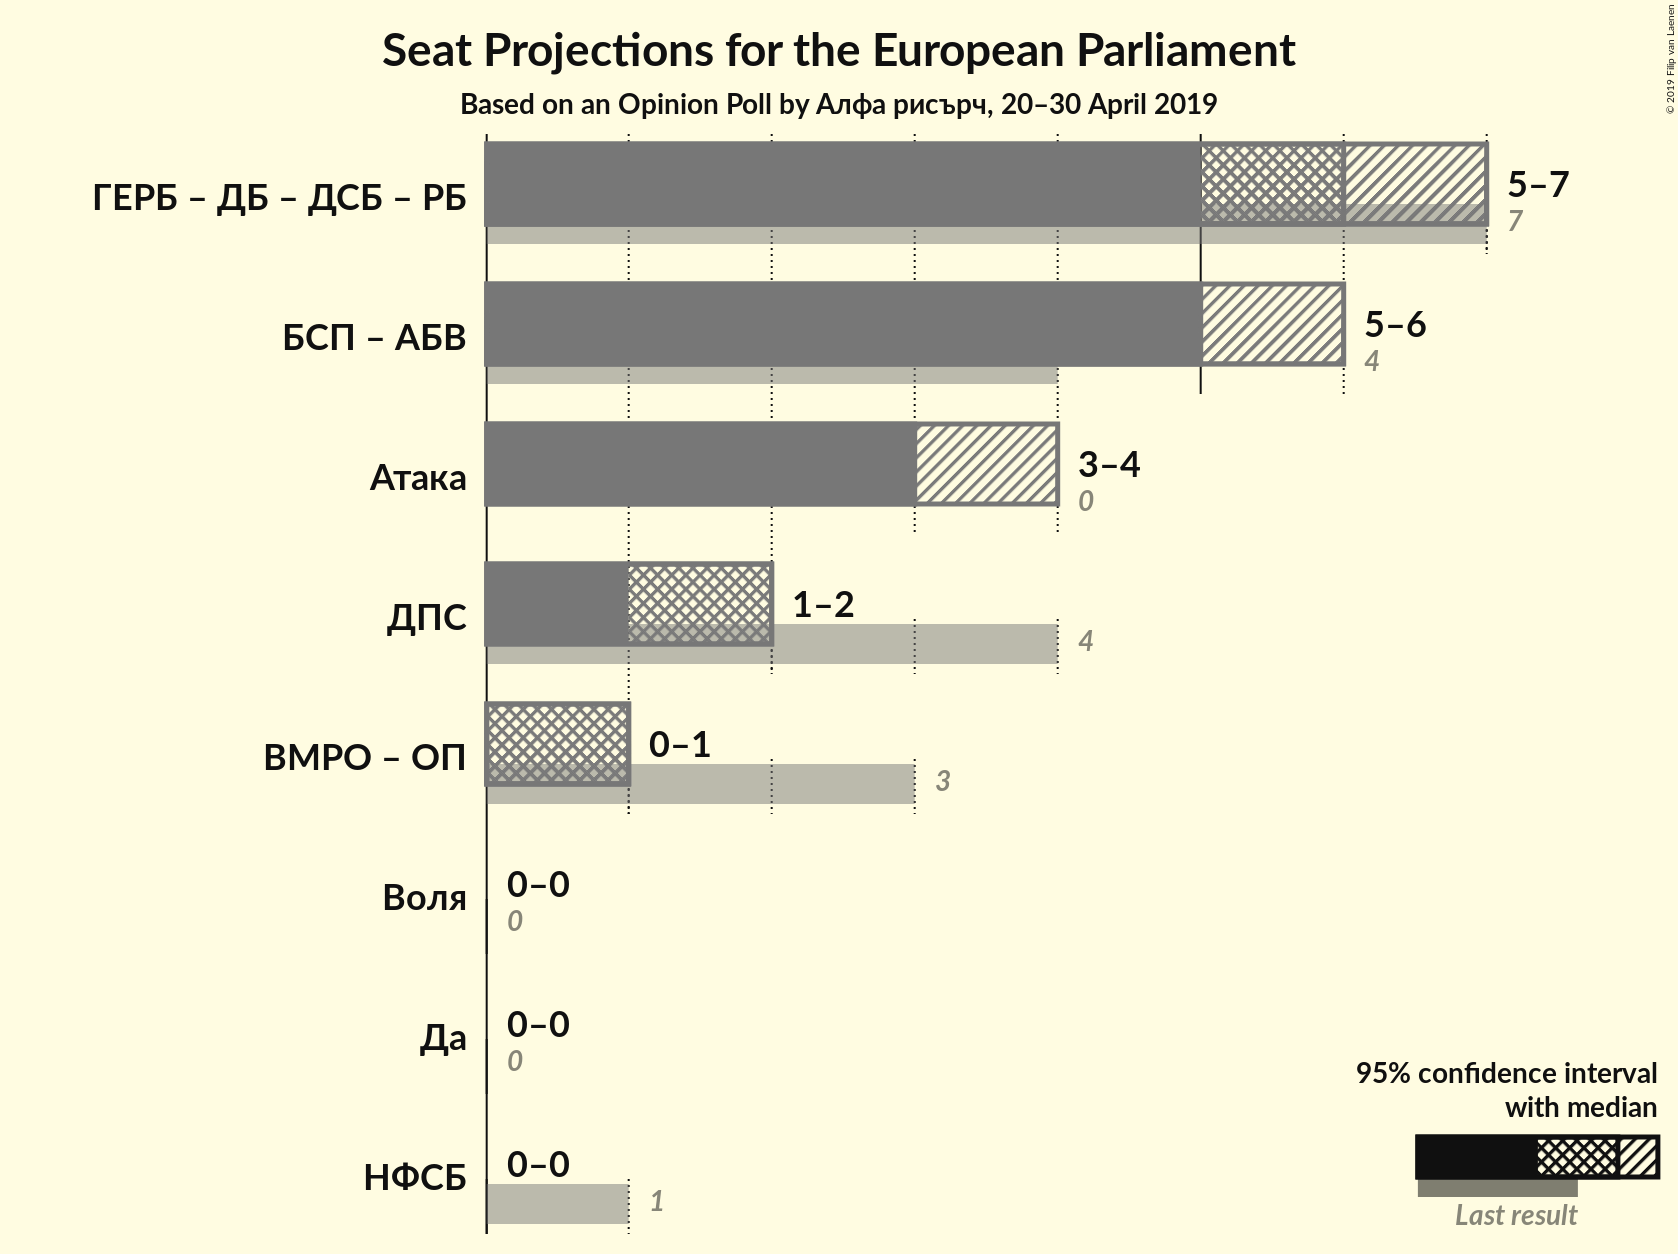 Seat Projections for the European Parliament
Based on an Opinion Poll by Алфа рисърч, 20–30 April 2019
© 2019 Filip van Laenen
ГЕРБ – ДБ – ДСБ – РБ
5–7
7
БСП – АБВ
5–6
4
Атака
3–4
0
ДПС
1–2
4
ВМРО – ОП
0–1
3
Воля
0–0
0
Да
0–0
0
НФСБ
0–0
1
95% confidence interval
with median
Last result